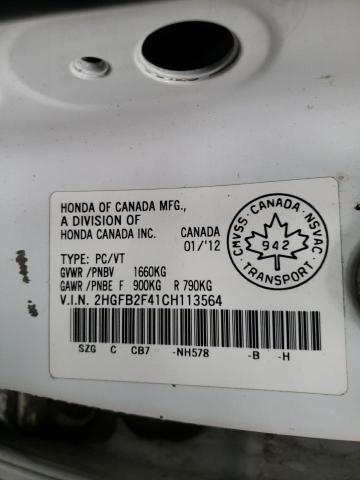 HONDA OF CANADA MFG.,
A DIVISION OF
HONDA CANADA INC. CANADA
01/'12
TYPE: PC/VT
GVWR /PNBV 1660KG
GAWR /PNBE F 900KG R 790KG
V.I.N. 2HGFB2F41CH113564
SZG C CB7 -NH578 -B -H
CMVSS CANADA NSVAC
942
TRANSPORT